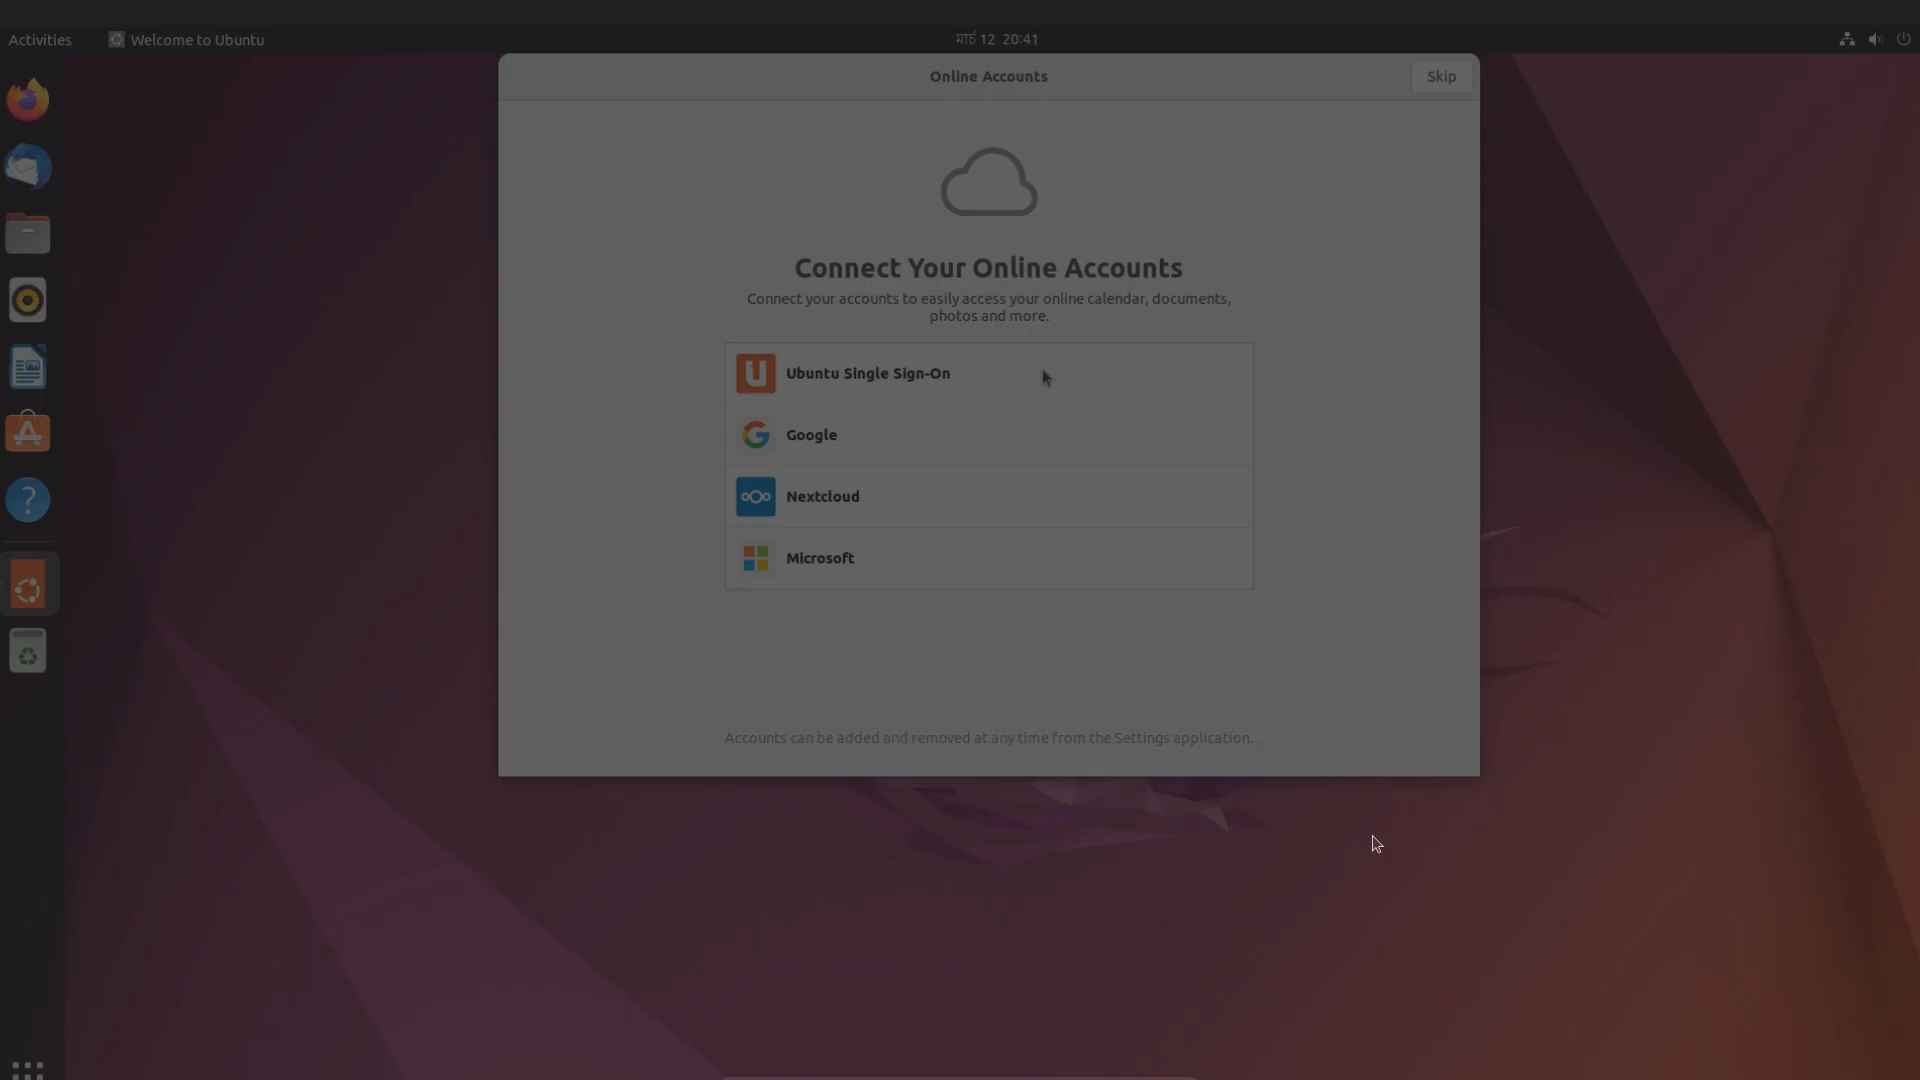 Activities
Welcome to Ubuntu
मার্চ 12 20:41
Online Accounts
Skip
Connect Your Online Accounts
Connect your accounts to easily access your online calendar, documents,
photos and more.
Ubuntu Single Sign-On
Google
Nextcloud
Microsoft
Accounts can be added and removed at any time from the Settings application.